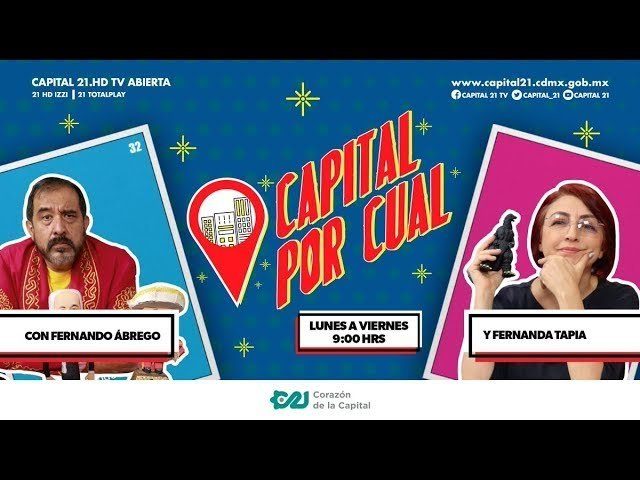 CAPITAL 21.HD TV ABIERTA
21 HD IZZI | 21 TOTALPLAY
www.capital21.cdmx.gob.mx
CAPITAL 21 TV CAPITAL_21 CAPITAL 21
32
CAPITAL
POR CUAL
CON FERNANDO ÁBREGO
LUNES A VIERNES
9:00 HRS
Y FERNANDA TAPIA
C21 Corazón
de la Capital